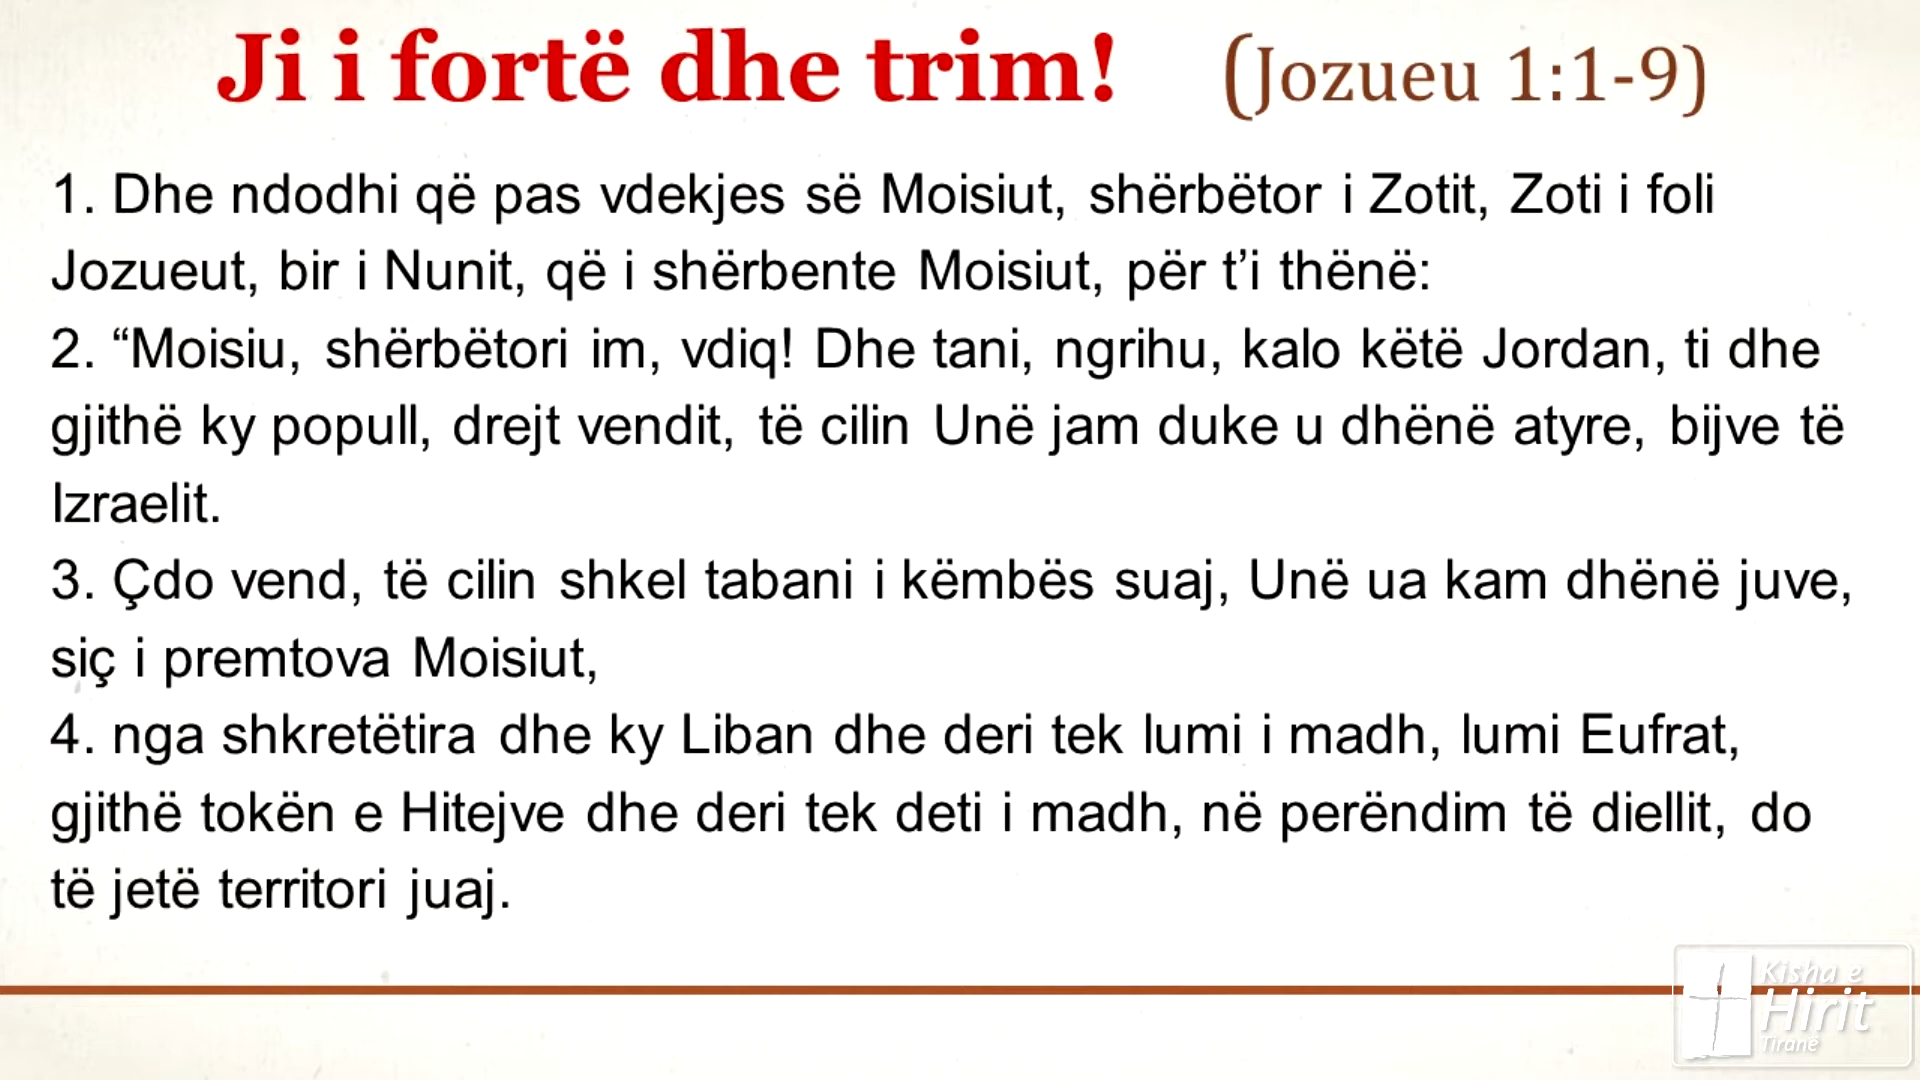 Ji i fortë dhe trim! (Jozueu 1:1-9)
1. Dhe ndodhi që pas vdekjes së Moisiut, shërbëtor i Zotit, Zoti i foli
Jozueut, bir i Nunit, që i shërbente Moisiut, për t’i thënë:
2. “Moisiu, shërbëtori im, vdiq! Dhe tani, ngrihu, kalo këtë Jordan, ti dhe
gjithë ky popull, drejt vendit, të cilin Unë jam duke u dhënë atyre, bijve të
Izraelit.
3. Çdo vend, të cilin shkel tabani i këmbës suaj, Unë ua kam dhënë juve,
siç i premtova Moisiut,
4. nga shkretëtira dhe ky Liban dhe deri tek lumi i madh, lumi Eufrat,
gjithë tokën e Hitejve dhe deri tek deti i madh, në perëndim të diellit, do
të jetë territori juaj.
Kisha e
Hirit
Tiranë